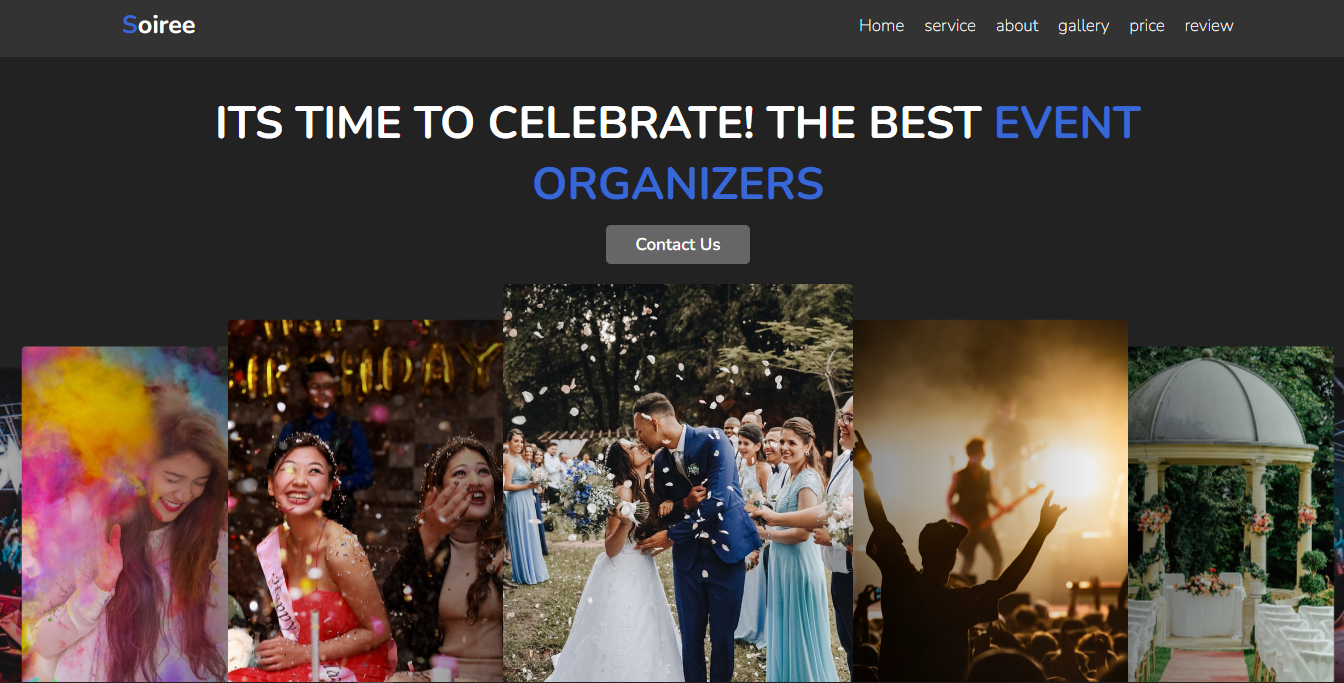 Soiree
Home service about gallery price review
ITS TIME TO CELEBRATE! THE BEST EVENT
ORGANIZERS
Contact Us